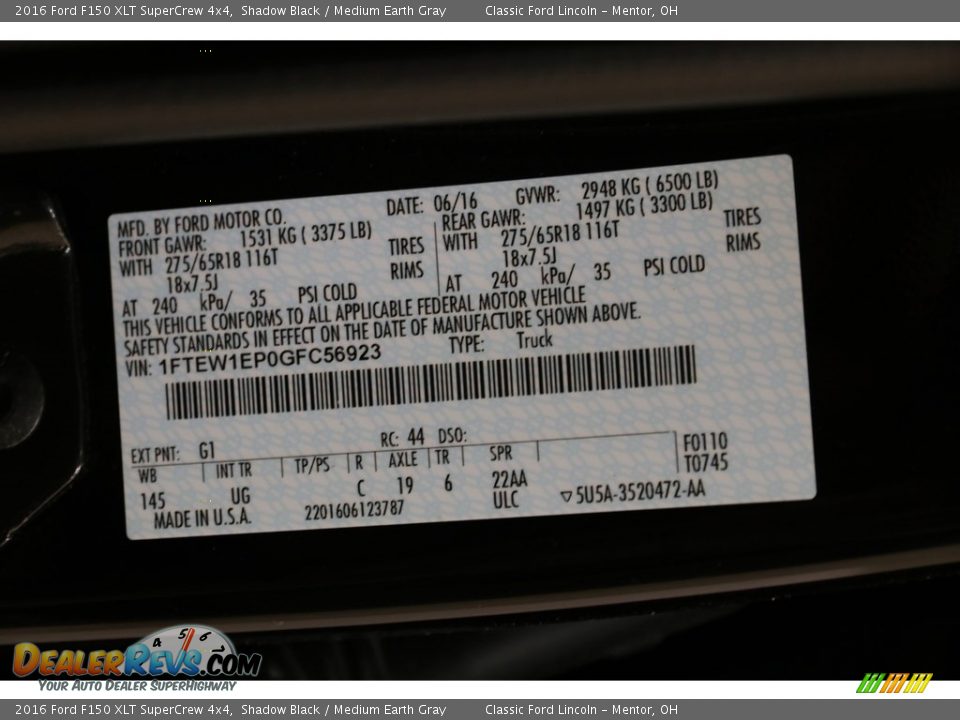 2016 Ford F150 XLT SuperCrew 4x4, Shadow Black / Medium Earth Gray Classic Ford Lincoln – Mentor, OH
MFD. BY FORD MOTOR CO. DATE: 06/16 GVWR: 2948 KG ( 6500 LB)
FRONT GAWR: 1531 KG ( 3375 LB) REAR GAWR: 1497 KG ( 3300 LB)
WITH 275/65R18 116T TIRES WITH 275/65R18 116T TIRES
18x7.5J RIMS 18x7.5J RIMS
AT 240 kPa/ 35 PSI COLD AT 240 kPa/ 35 PSI COLD
THIS VEHICLE CONFORMS TO ALL APPLICABLE FEDERAL MOTOR VEHICLE
SAFETY STANDARDS IN EFFECT ON THE DATE OF MANUFACTURE SHOWN ABOVE.
VIN: 1FTEW1EP0GFC56923 TYPE: Truck
EXT PNT: G1 RC: 44 DSO: F0110
WB INT TR TP/PS R AXLE TR SPR T0745
145 UG C 19 6 22AA
MADE IN U.S.A. 2201606123787 ULC ▽5U5A-3520472-AA
4 5 6
DEALERREVS.COM
YOUR AUTO DEALER SUPERHIGHWAY
2016 Ford F150 XLT SuperCrew 4x4, Shadow Black / Medium Earth Gray Classic Ford Lincoln – Mentor, OH